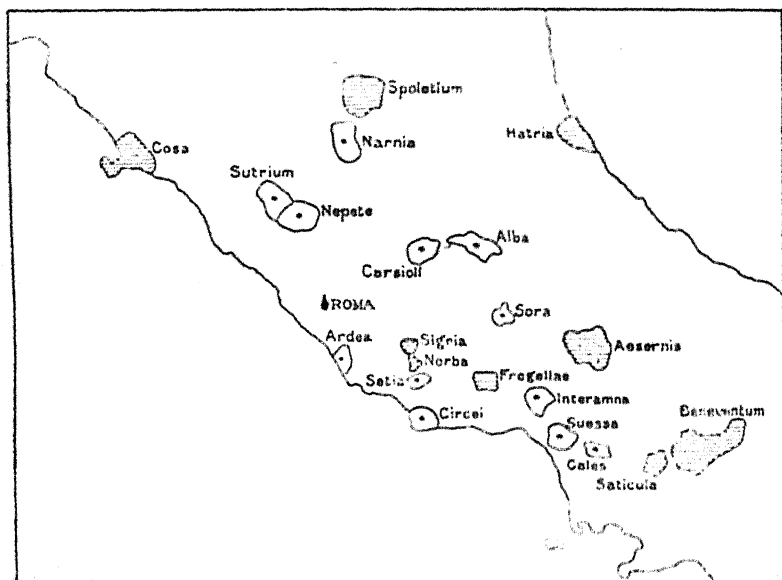 Spoletium
Hatria
Narnia
Cosa
Sutrium
Nepete
Alba
Carsioli
ROMA
Sora
Ardea
Signia
Aesernia
Norba
Setia
Fregellae
Interamna
Circei
Suessa
Beneventum
Cales
Saticula